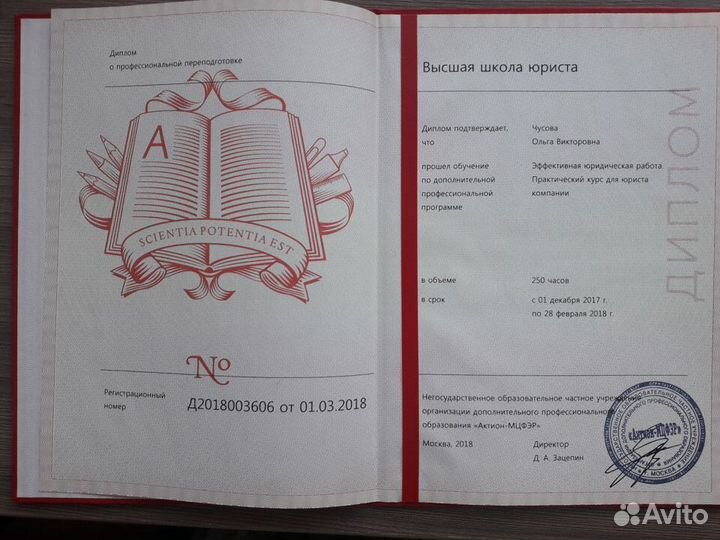 Диплом
о профессиональной переподготовке
A
SCIENTIA POTENTIA EST
№
Регистрационный
номер
Д2018003606 от 01.03.2018
Высшая школа юриста
Диплом подтверждает, Чусова
что Ольга Викторовна
прошел обучение Эффективная юридическая работа
по дополнительной Практический курс для юриста
профессиональной компании
программе
ДИПЛОМ
в объеме 250 часов
в срок с 01 декабря 2017 г.
по 28 февраля 2018 г.
Негосударственное образовательное частное учреждение
организации дополнительного профессионального
образования «Актион-МЦФЭР»
Москва, 2018 Директор
Д. А. Зацепин
«Актион-МЦФЭР»
Г. МОСКВА
Avito